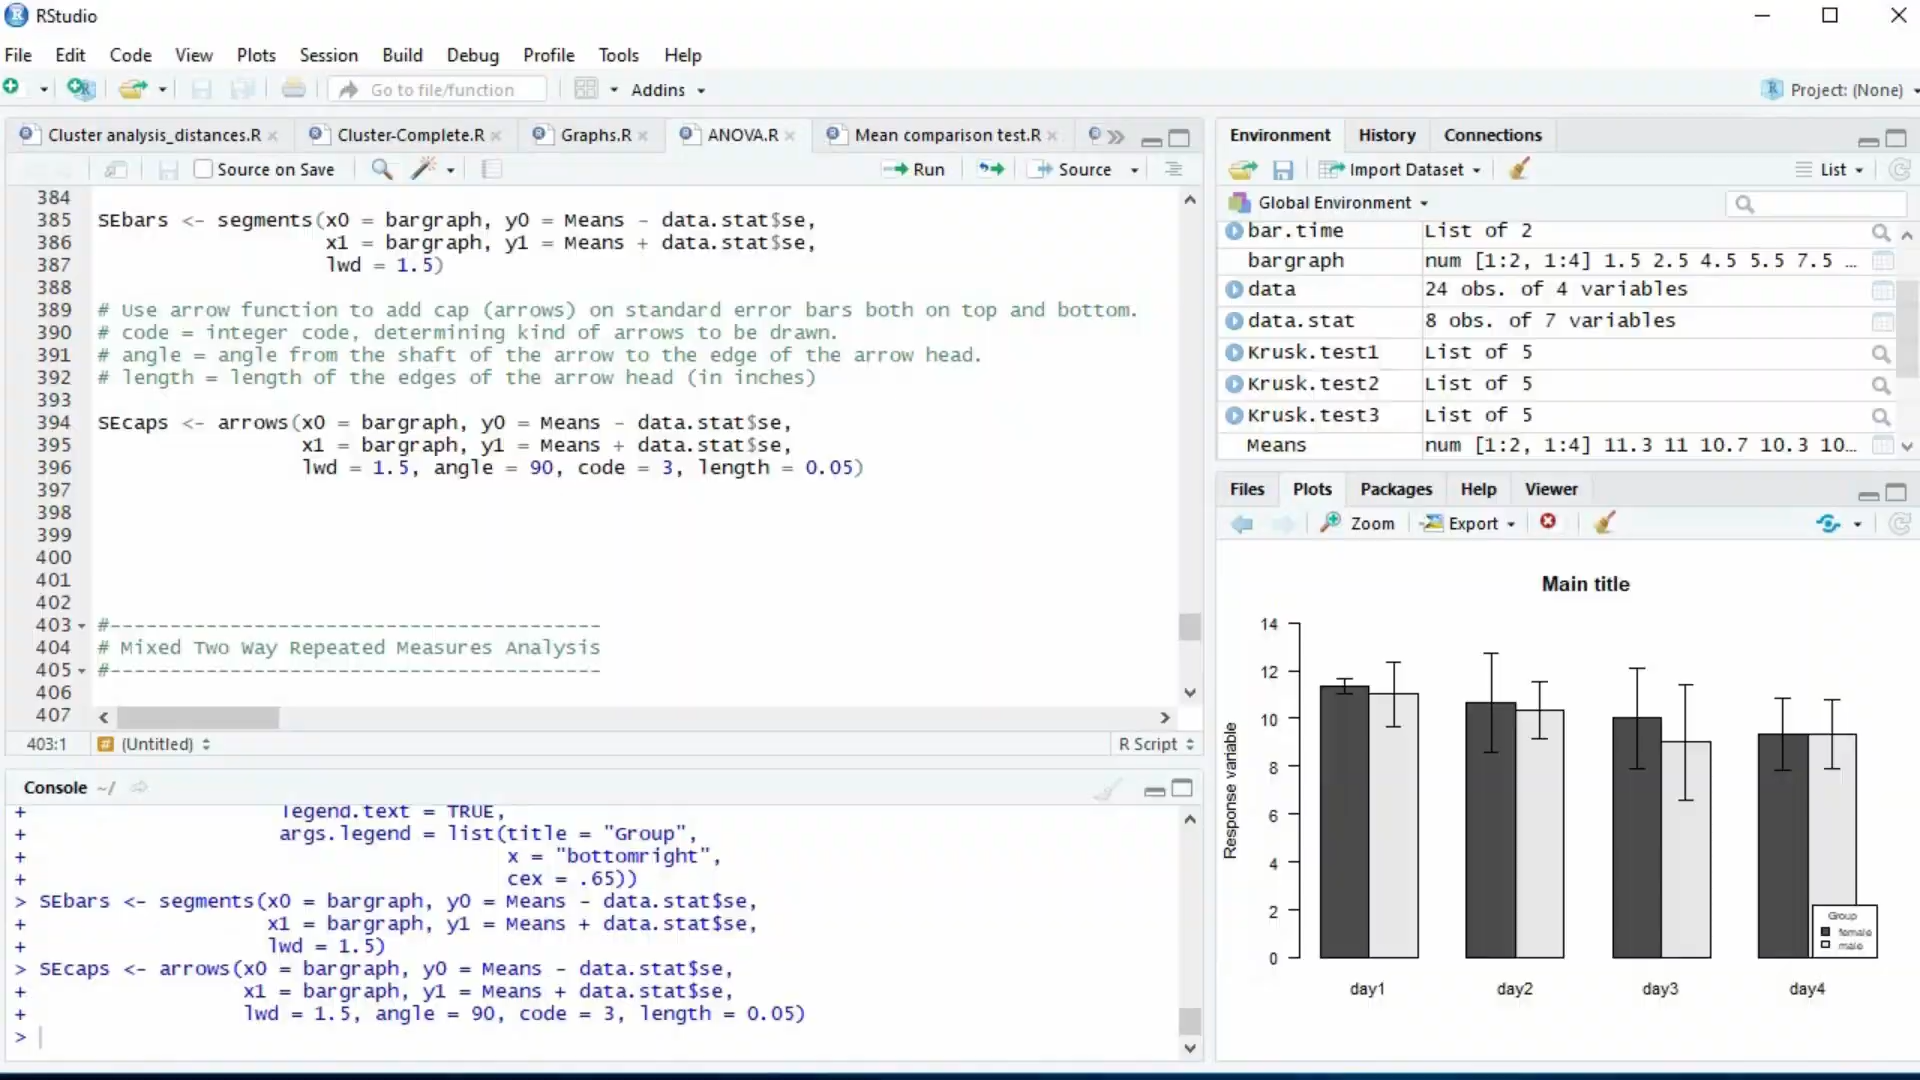 RStudio
File Edit Code View Plots Session Build Debug Profile Tools Help
Go to file/function Addins Project: (None)
Cluster analysis_distances.R Cluster-Complete.R Graphs.R ANOVA.R Mean comparison test.R
Source on Save Run Source
384
385 SEbars <- segments(x0 = bargraph, y0 = Means - data.stat$se,
386 x1 = bargraph, y1 = Means + data.stat$se,
387 lwd = 1.5)
388
389 # Use arrow function to add cap (arrows) on standard error bars both on top and bottom.
390 # code = integer code, determining kind of arrows to be drawn.
391 # angle = angle from the shaft of the arrow to the edge of the arrow head.
392 # length = length of the edges of the arrow head (in inches)
393
394 SEcaps <- arrows(x0 = bargraph, y0 = Means - data.stat$se,
395 x1 = bargraph, y1 = Means + data.stat$se,
396 lwd = 1.5, angle = 90, code = 3, length = 0.05)
397
398
399
400
401
402
403 #-----------------------------------------
404 # Mixed Two Way Repeated Measures Analysis
405 #-----------------------------------------
406
407
403:1 # (Untitled) R Script
Console ~/
+ legend.text = TRUE,
+ args.legend = list(title = "Group",
+ x = "bottomright",
+ cex = .65))
> SEbars <- segments(x0 = bargraph, y0 = Means - data.stat$se,
+ x1 = bargraph, y1 = Means + data.stat$se,
+ lwd = 1.5)
> SEcaps <- arrows(x0 = bargraph, y0 = Means - data.stat$se,
+ x1 = bargraph, y1 = Means + data.stat$se,
+ lwd = 1.5, angle = 90, code = 3, length = 0.05)
>
Environment History Connections
Import Dataset List
Global Environment
bar.time List of 2
bargraph num [1:2, 1:4] 1.5 2.5 4.5 5.5 7.5 ...
data 24 obs. of 4 variables
data.stat 8 obs. of 7 variables
Krusk.test1 List of 5
Krusk.test2 List of 5
Krusk.test3 List of 5
Means num [1:2, 1:4] 11.3 11 10.7 10.3 10...
Files Plots Packages Help Viewer
Zoom Export
Main title
Response variable
14
12
10
8
6
4
2
0
Group
female
male
day1 day2 day3 day4